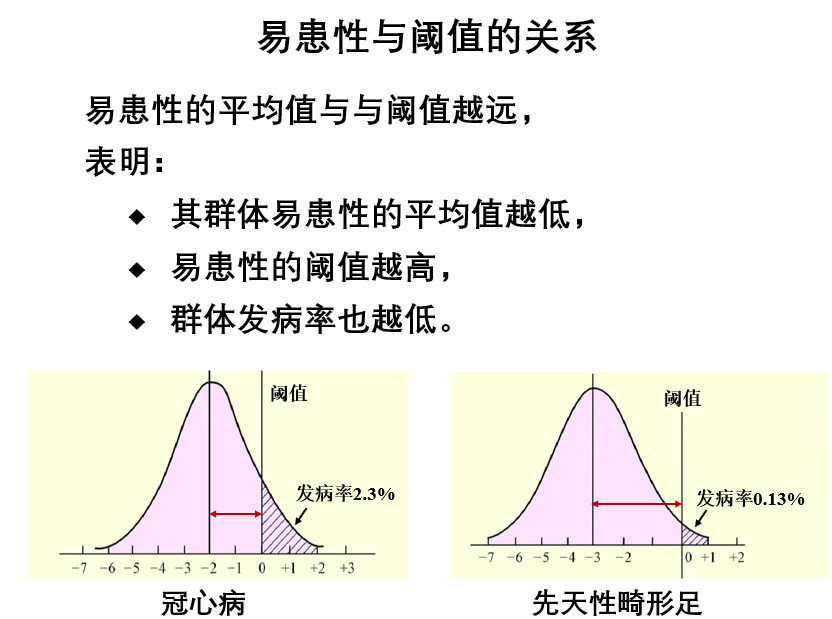 易患性与阈值的关系
易患性的平均值与与阈值越远，
表明：
◆ 其群体易患性的平均值越低，
◆ 易患性的阈值越高，
◆ 群体发病率也越低。
阈值
发病率2.3%
−7 −6 −5 −4 −3 −2 −1 0 +1 +2 +3
冠心病
阈值
发病率0.13%
−7 −6 −5 −4 −3 −2 0 +1 +2
先天性畸形足